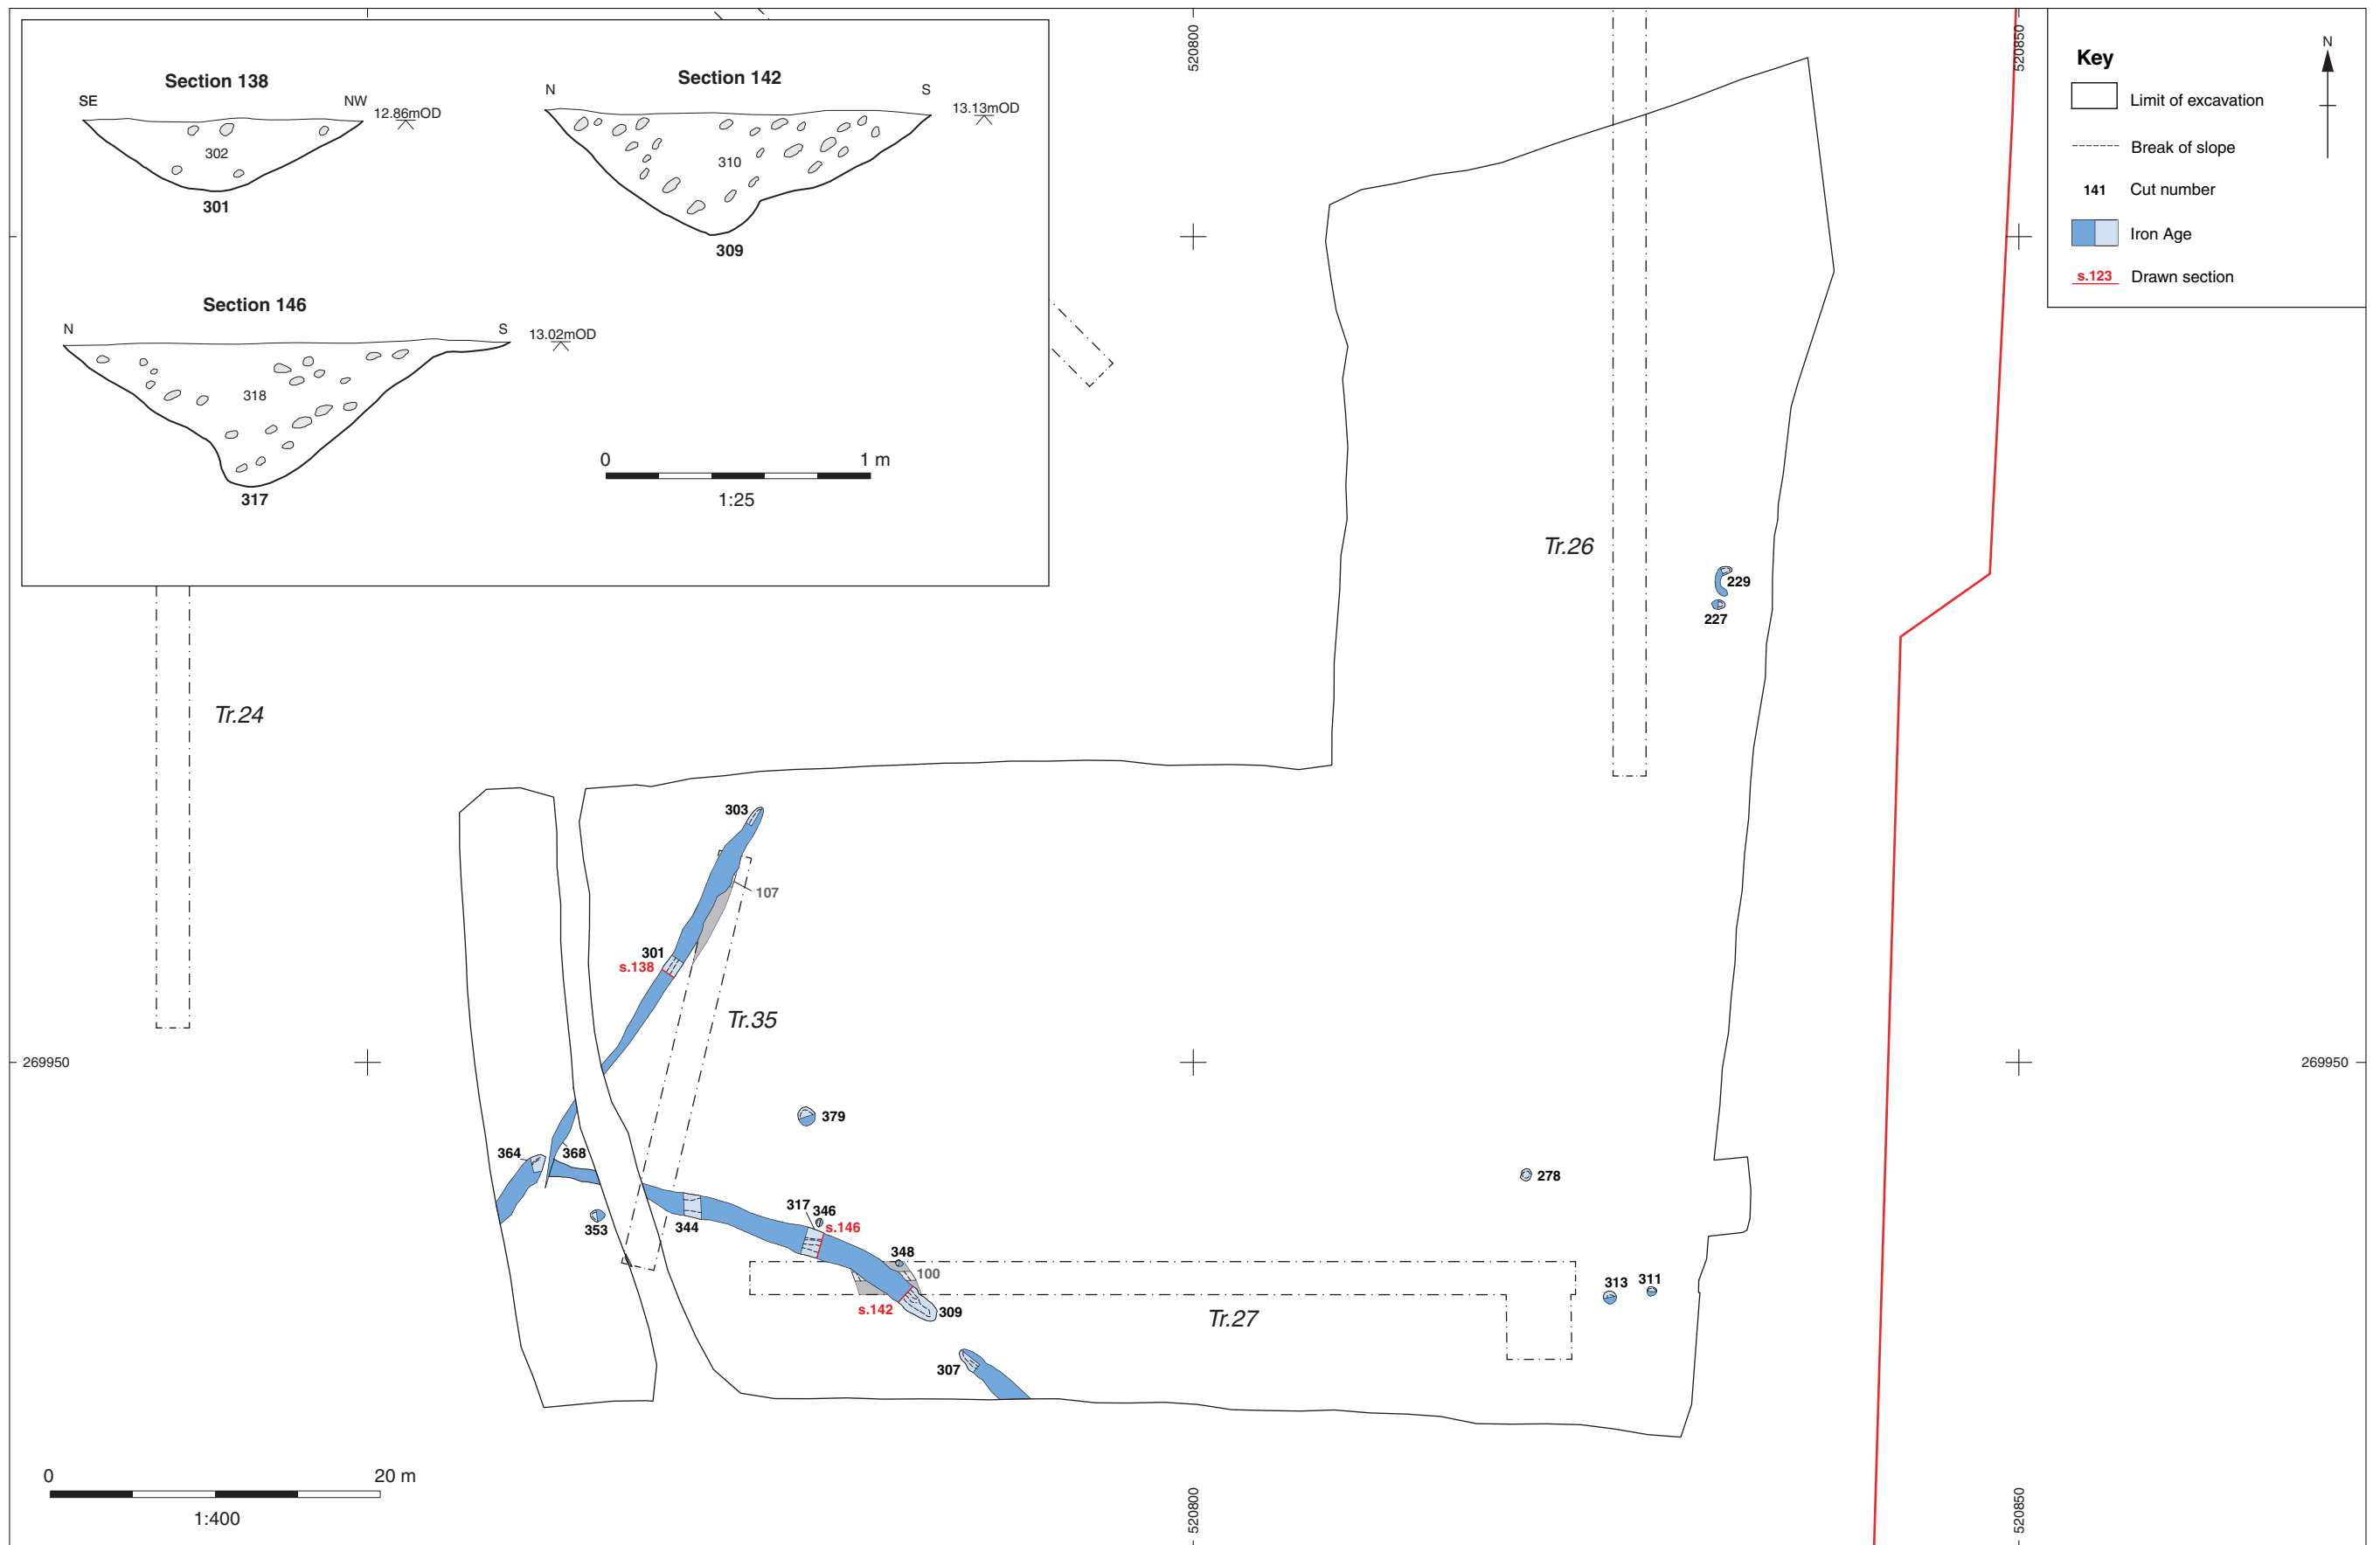 Section 138
SE
NW
12.86mOD
302
301
Section 142
N
S
13.13mOD
310
309
Section 146
N
S
13.02mOD
318
317
0
1 m
1:25
520800
520850
Key
N
Limit of excavation
Break of slope
141
Cut number
Iron Age
s.123
Drawn section
Tr.26
229
227
Tr.24
303
107
301
s.138
Tr.35
269950
269950
379
364
368
278
353
344
317
346
s.146
348
100
s.142
309
313
311
Tr.27
307
0
20 m
1:400
520800
520850